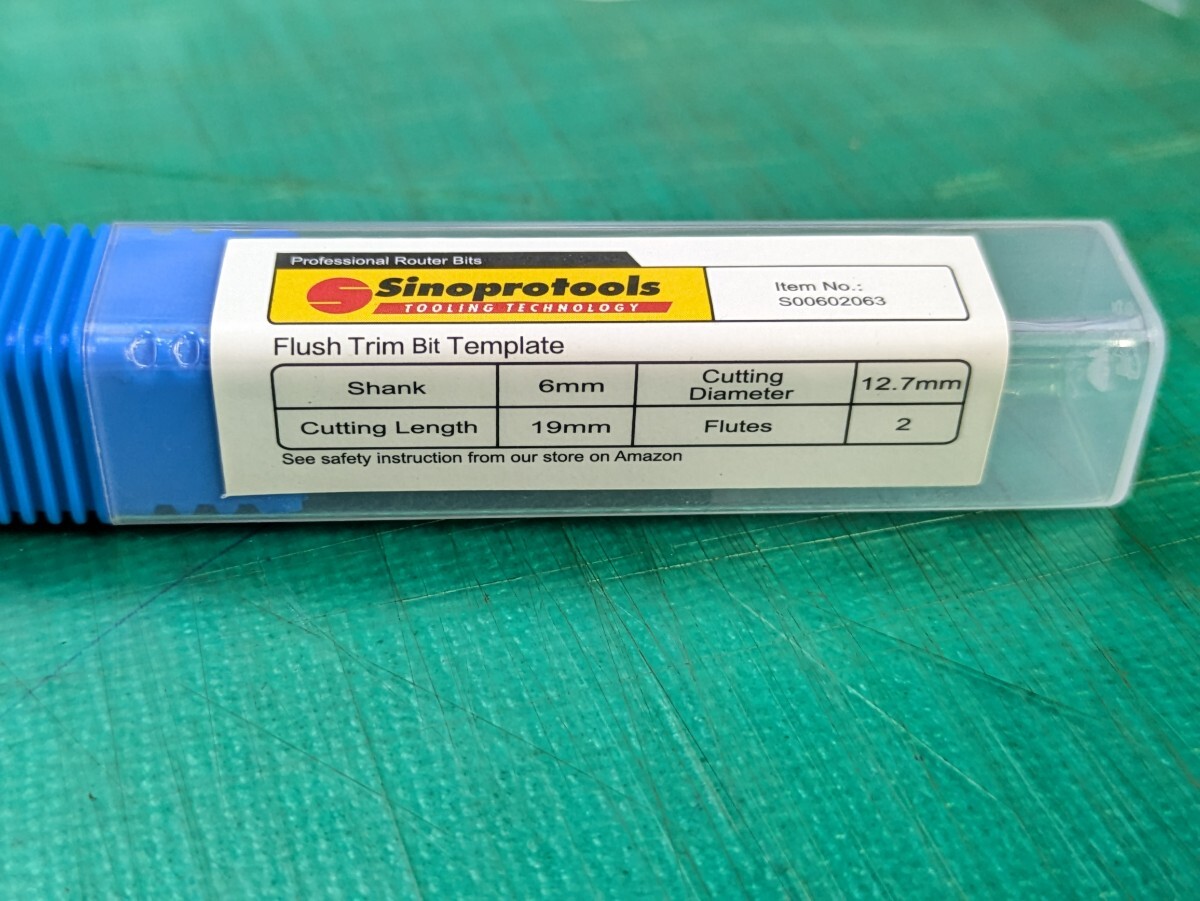 Professional Router Bits
Sinoprotools
TOOLING TECHNOLOGY
Item No.:
S00602063
Flush Trim Bit Template
Shank 6mm Cutting Diameter 12.7mm
Cutting Length 19mm Flutes 2
See safety instruction from our store on Amazon